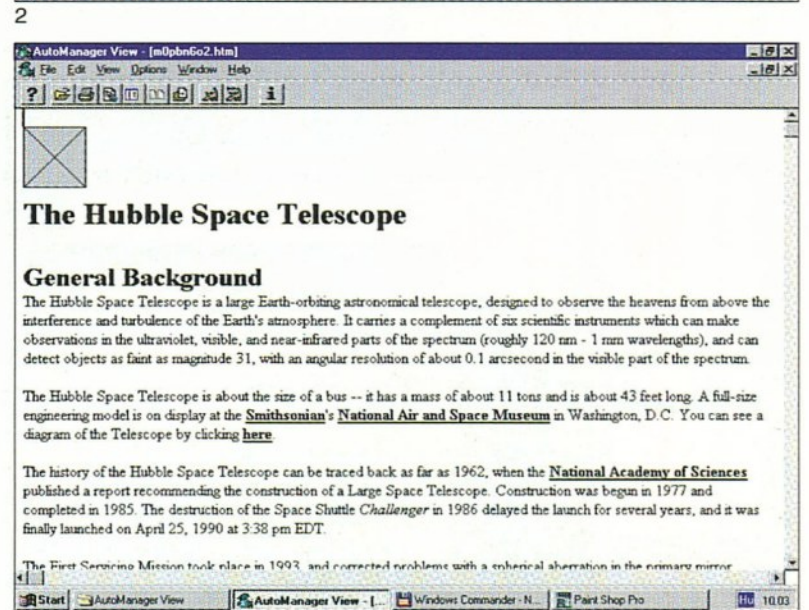 2
AutoManager View - [m0pbn6o2.htm]
File Edit View Options Window Help
?
i
The Hubble Space Telescope
General Background
The Hubble Space Telescope is a large Earth-orbiting astronomical telescope, designed to observe the heavens from above the
interference and turbulence of the Earth's atmosphere. It carries a complement of six scientific instruments which can make
observations in the ultraviolet, visible, and near-infrared parts of the spectrum (roughly 120 nm - 1 mm wavelengths), and can
detect objects as faint as magnitude 31, with an angular resolution of about 0.1 arcsecond in the visible part of the spectrum.
The Hubble Space Telescope is about the size of a bus -- it has a mass of about 11 tons and is about 43 feet long. A full-size
engineering model is on display at the Smithsonian's National Air and Space Museum in Washington, D.C. You can see a
diagram of the Telescope by clicking here.
The history of the Hubble Space Telescope can be traced back as far as 1962, when the National Academy of Sciences
published a report recommending the construction of a Large Space Telescope. Construction was begun in 1977 and
completed in 1985. The destruction of the Space Shuttle Challenger in 1986 delayed the launch for several years, and it was
finally launched on April 25, 1990 at 3:38 pm EDT.
The First Servicing Mission took place in 1993, and corrected problems with a spherical aberration in the primary mirror
Start AutoManager View AutoManager View - [... Windows Commander - N... Paint Shop Pro Hu 10.03